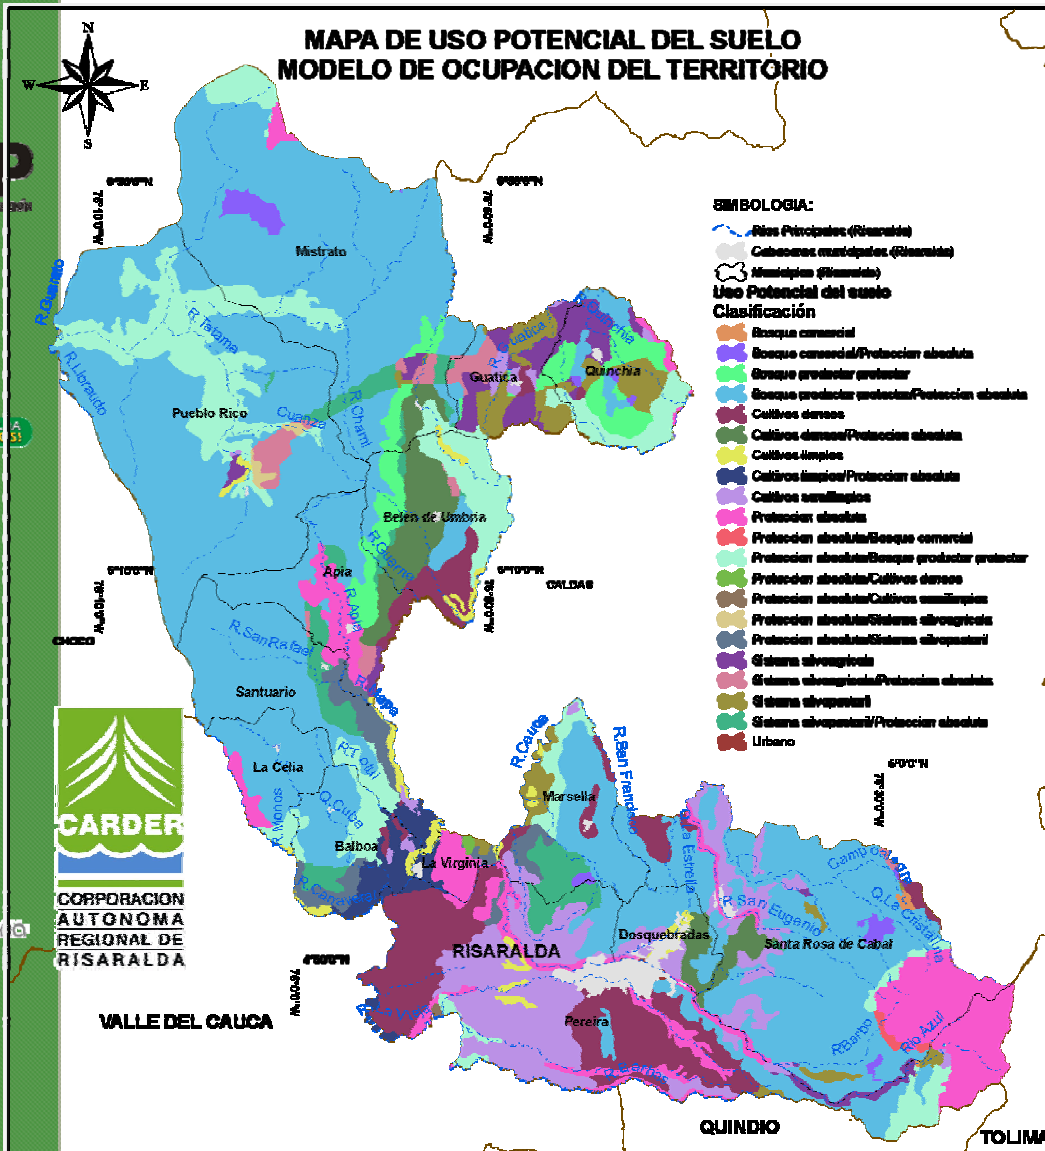 MAPA DE USO POTENCIAL DEL SUELO
MODELO DE OCUPACION DEL TERRITORIO
N
W
E
S
SIMBOLOGIA:
Rios Principales (Risaralda)
Cabeceras municipales (Risaralda)
Municipios (Risaralda)
Uso Potencial del suelo
Clasificación
Bosque comercial
Bosque comercial/Proteccion absoluta
Bosque productor protector
Bosque productor protector/Proteccion absoluta
Cultivos densos
Cultivos densos/Proteccion absoluta
Cultivos limpios
Cultivos limpios/Proteccion absoluta
Cultivos semilimpios
Proteccion absoluta
Proteccion absoluta/Bosque comercial
Proteccion absoluta/Bosque productor protector
Proteccion absoluta/Cultivos densos
Proteccion absoluta/Cultivos semilimpios
Proteccion absoluta/Sistema silvoagricola
Proteccion absoluta/Sistema silvopastoril
Sistema silvoagricola
Sistema silvoagricola/Proteccion absoluta
Sistema silvopastoril
Sistema silvopastoril/Proteccion absoluta
Urbano
Mistrato
R.Tatama
Pueblo Rico
Cuanza
R.Chami
Guatica
Quinchia
Belen de Umbria
Apia
R.Apia
CALDAS
CHOCO
R.San Rafael
Santuario
R.Mapa
La Celia
R.Totui
R.Cauca
R.San Francisco
Marsella
R.Monos
Balboa
La Virginia
R.Cañaveral
La Estrella
R.San Eugenio
Campo Alegre
Dosquebradas
Santa Rosa de Cabal
RISARALDA
Pereira
R.Barbo
Rio Azul
CARDER
CORPORACION
AUTONOMA
REGIONAL DE
RISARALDA
VALLE DEL CAUCA
QUINDIO
TOLIMA